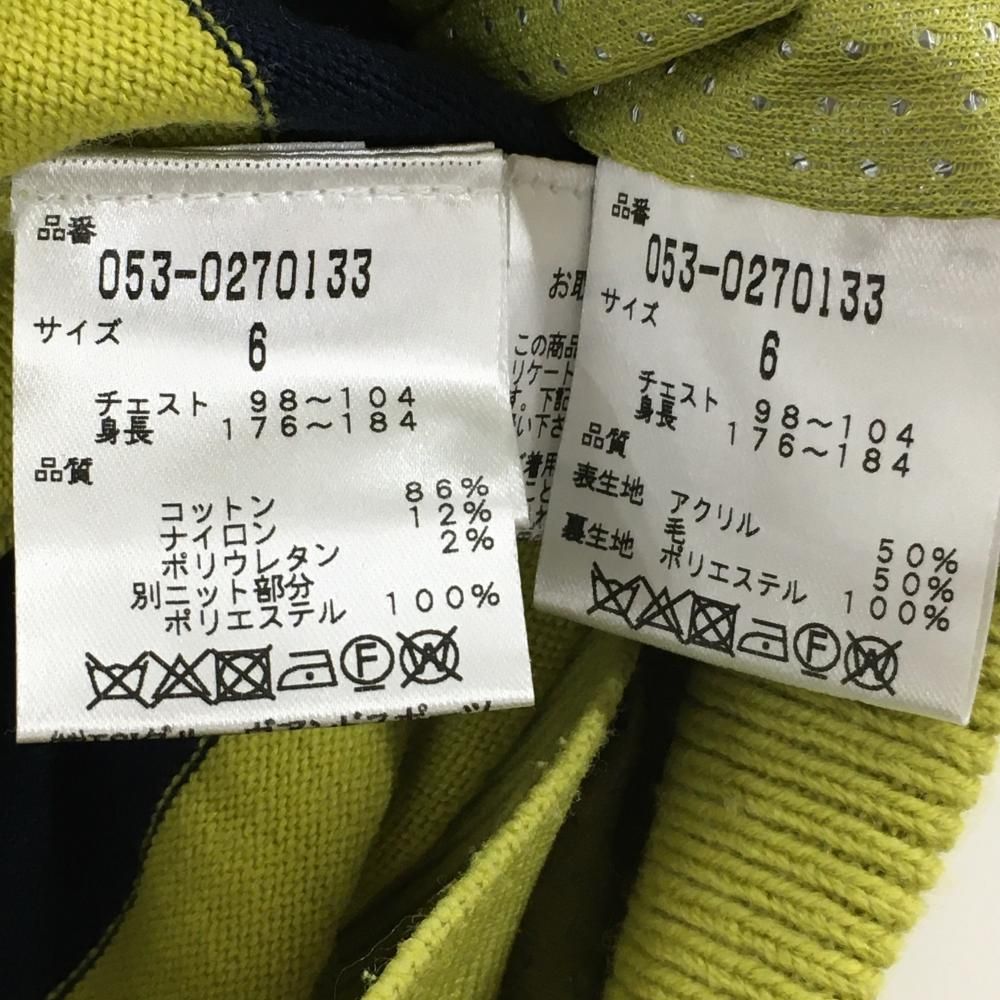 品番
053-0270133
サイズ
6
チェスト 98～104
身長 176～184
品質
コットン 86%
ナイロン 12%
ポリウレタン 2%
別ニット部分
ポリエステル 100%
F
W
お取
この商品
リケート
す。下記
い下さ
着用
こと
品番
053-0270133
サイズ
6
チェスト 98～104
身長 176～184
品質
表生地 アクリル 50%
毛 50%
裏生地 ポリエステル 100%
F
W